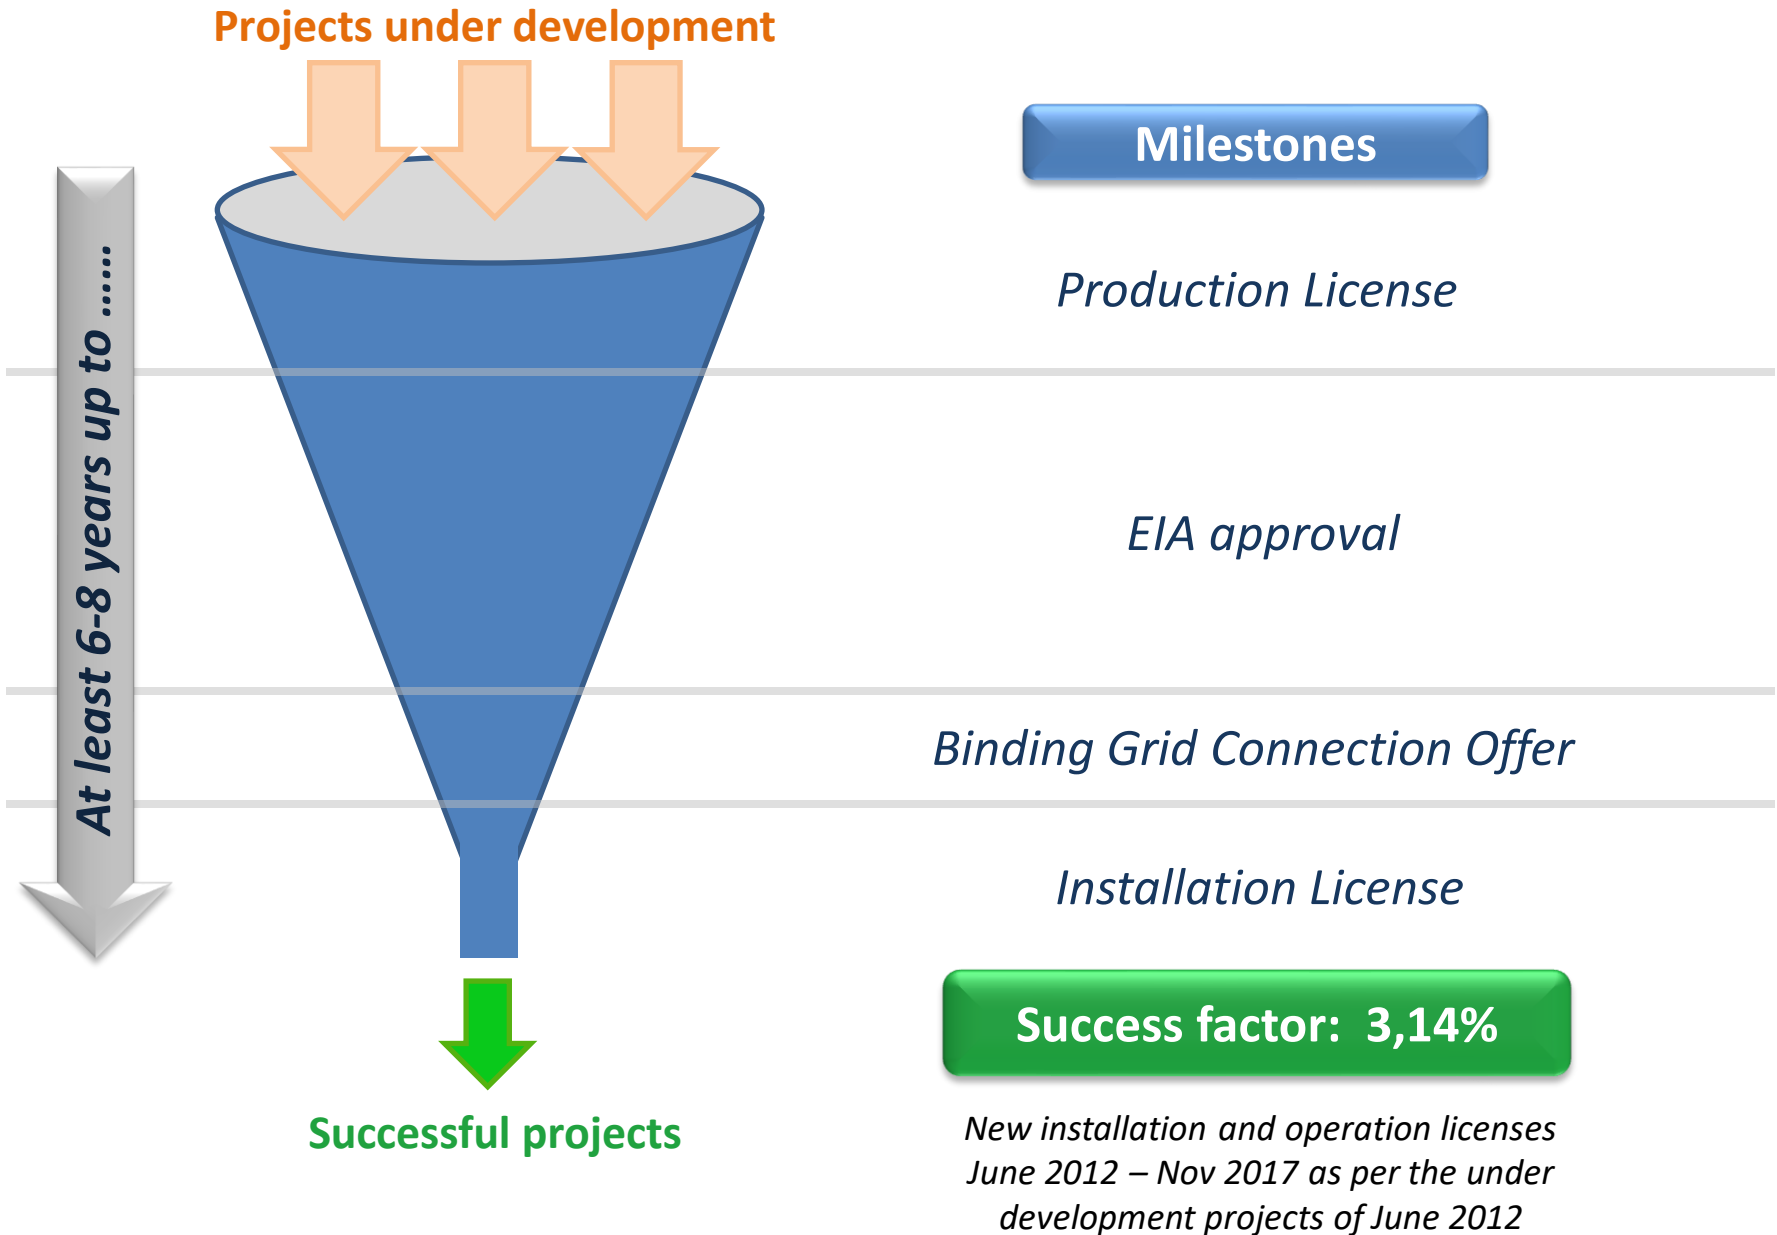 Projects under development
Milestones
At least 6-8 years up to ……
Production License
EIA approval
Binding Grid Connection Offer
Installation License
Success factor: 3,14%
Successful projects
New installation and operation licenses
June 2012 – Nov 2017 as per the under
development projects of June 2012